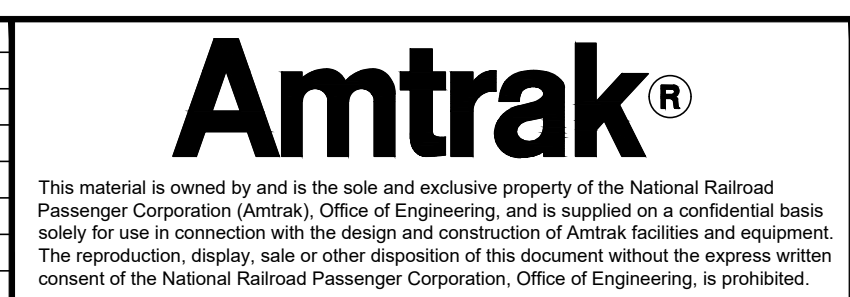 Amtrak®
This material is owned by and is the sole and exclusive property of the National Railroad
Passenger Corporation (Amtrak), Office of Engineering, and is supplied on a confidential basis
solely for use in connection with the design and construction of Amtrak facilities and equipment.
The reproduction, display, sale or other disposition of this document without the express written
consent of the National Railroad Passenger Corporation, Office of Engineering, is prohibited.